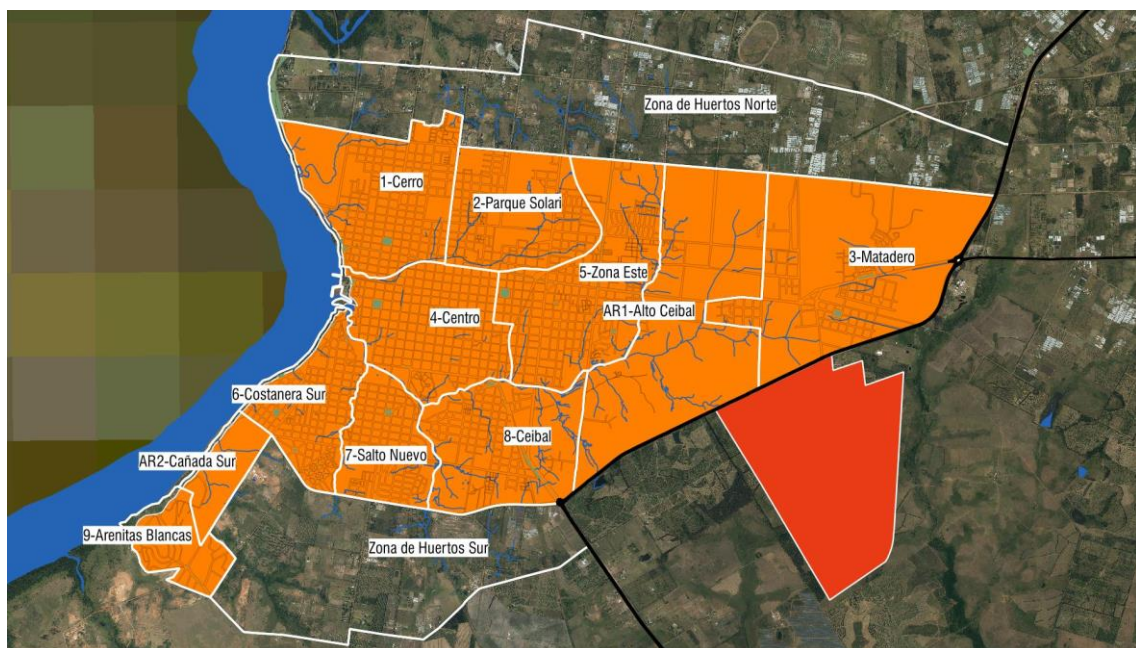 Zona de Huertos Norte
1-Cerro
2-Parque Solari
3-Matadero
5-Zona Este
AR1-Alto Ceibal
4-Centro
6-Costanera Sur
8-Ceibal
7-Salto Nuevo
AR2-Cañada Sur
9-Arenitas Blancas
Zona de Huertos Sur